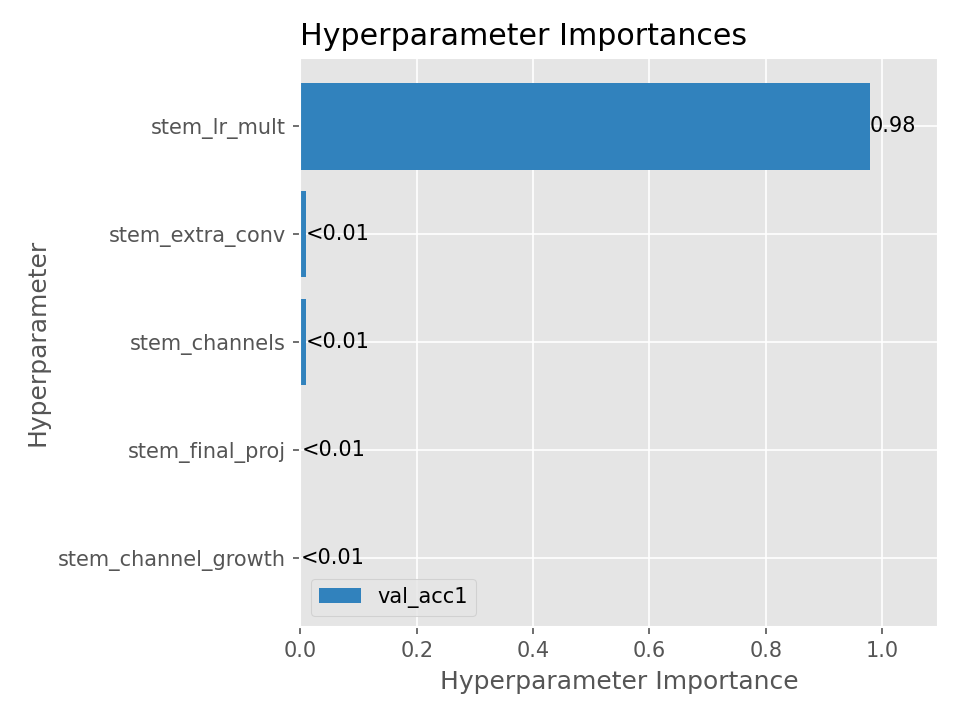 Hyperparameter Importances
stem_lr_mult
0.98
stem_extra_conv
<0.01
stem_channels
<0.01
stem_final_proj
<0.01
stem_channel_growth
<0.01
Hyperparameter
val_acc1
0.0 0.2 0.4 0.6 0.8 1.0
Hyperparameter Importance